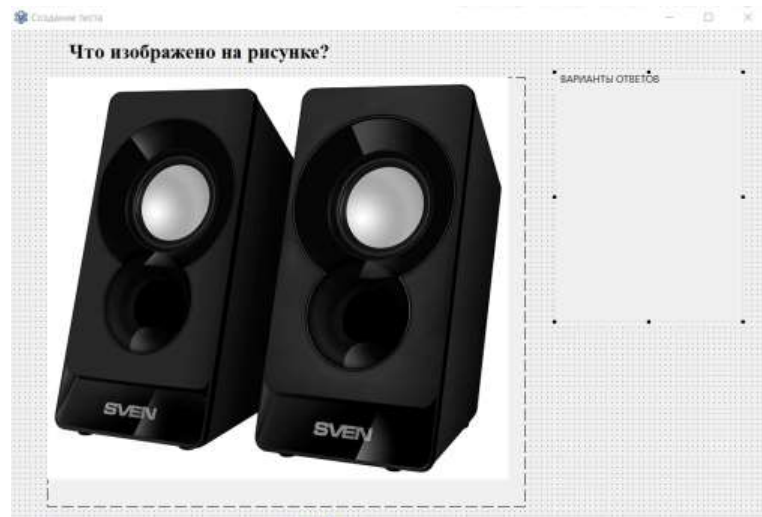 Создание теста
Что изображено на рисунке?
ВАРИАНТЫ ОТВЕТОВ
SVEN
SVEN